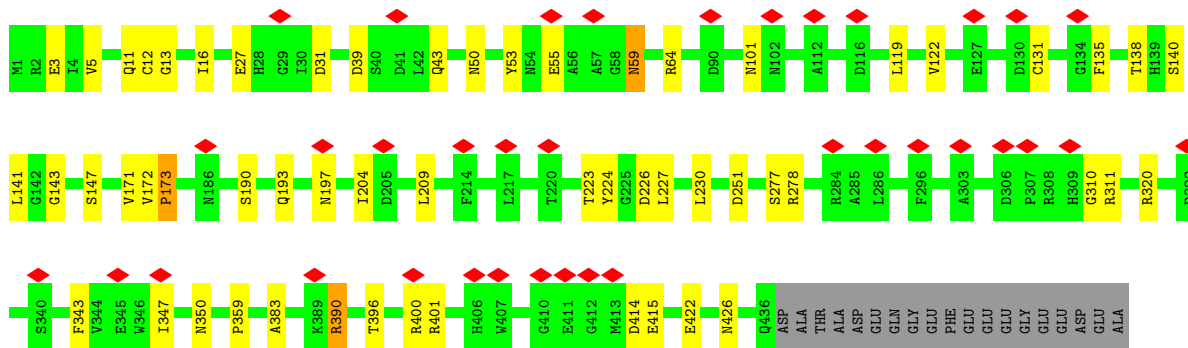 M1 R2 E3 I4 V5 Q11 C12 G13 I16 E27 H28 G29 I30 D31 D39 S40 D41 L42 Q43 N50 Y53 N54 E55 A56 A57 G58 N59 R64 D90 N101 N102 A112 D116 L119 V122 E127 D130 C131 G134 F135 T138 H139 S140
L141 G142 G143 S147 V171 V172 P173 N186 S190 Q193 N197 I204 D205 L209 F214 L217 T220 T223 Y224 G225 D226 L227 L230 D251 S277 R278 R284 A285 L286 F296 A303 D306 P307 R308 H309 G310 R311 R320
S340 F343 V344 E345 W346 I347 N350 P359 A383 K389 R390 T396 R400 R401 H406 W407 G410 E411 G412 M413 D414 E415 E422 N426 Q436 ASP ALA THR ALA ASP GLU GLN GLY GLU PHE GLU GLU GLU GLY GLU GLU ASP GLU ALA